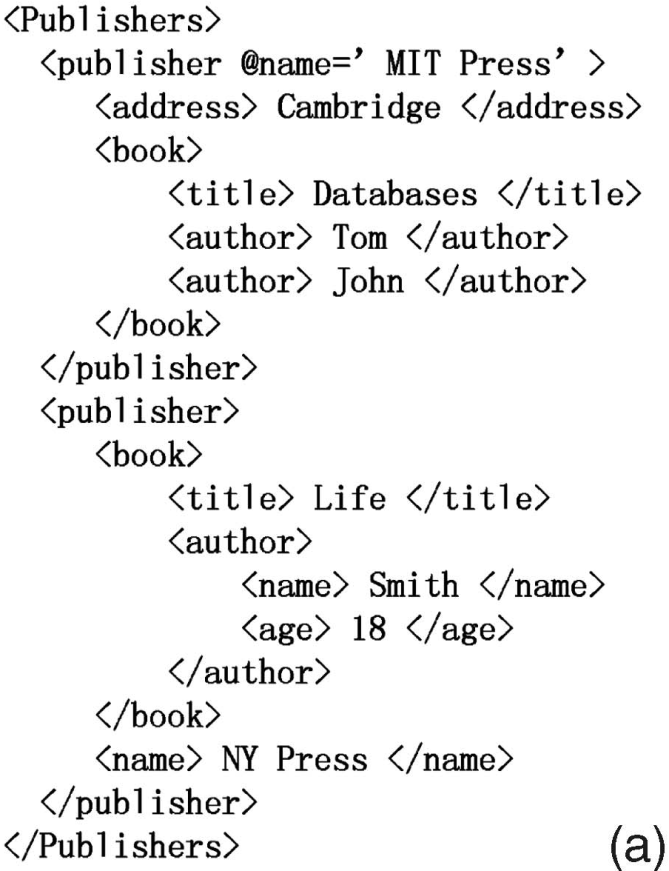 <Publishers>
<publisher @name=’ MIT Press’ >
<address> Cambridge </address>
<book>
<title> Databases </title>
<author> Tom </author>
<author> John </author>
</book>
</publisher>
<publisher>
<book>
<title> Life </title>
<author>
<name> Smith </name>
<age> 18 </age>
</author>
</book>
<name> NY Press </name>
</publisher>
</Publishers> (a)